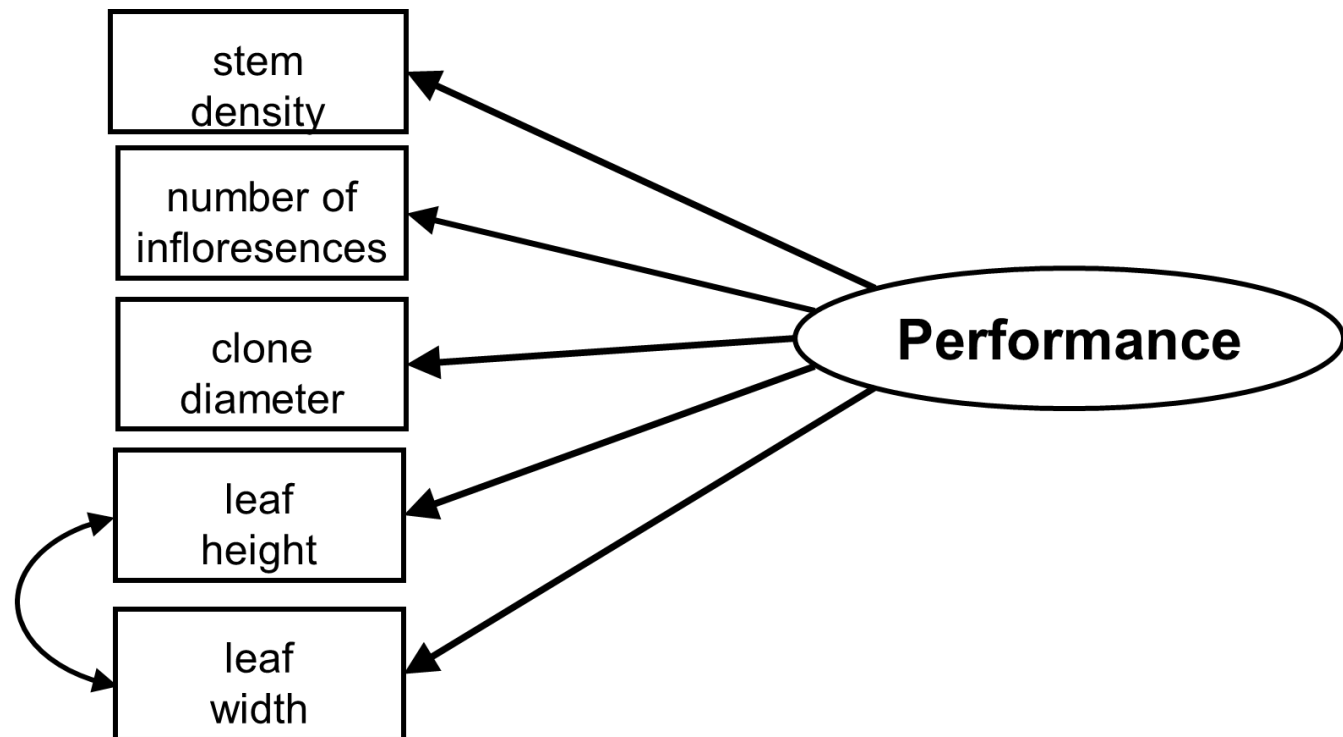 stem
density
number of
infloresences
clone
diameter
leaf
height
leaf
width
Performance